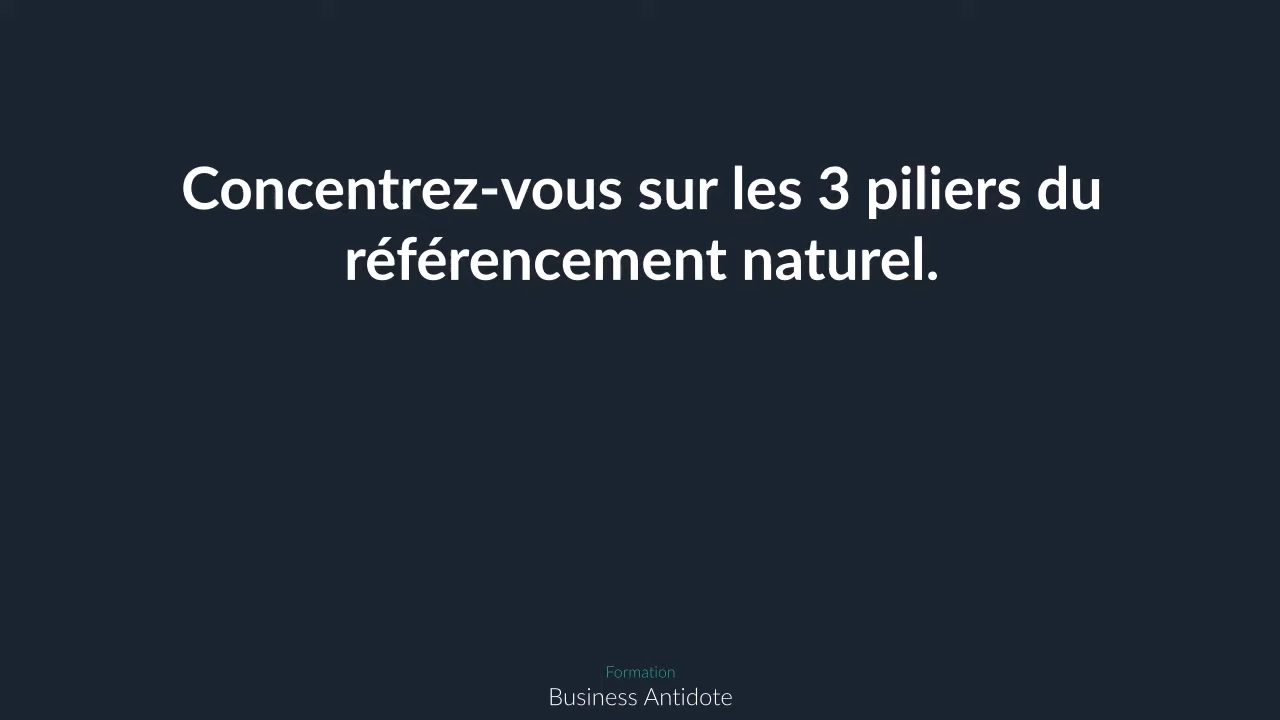 Concentrez-vous sur les 3 piliers du
référencement naturel.
Formation
Business Antidote